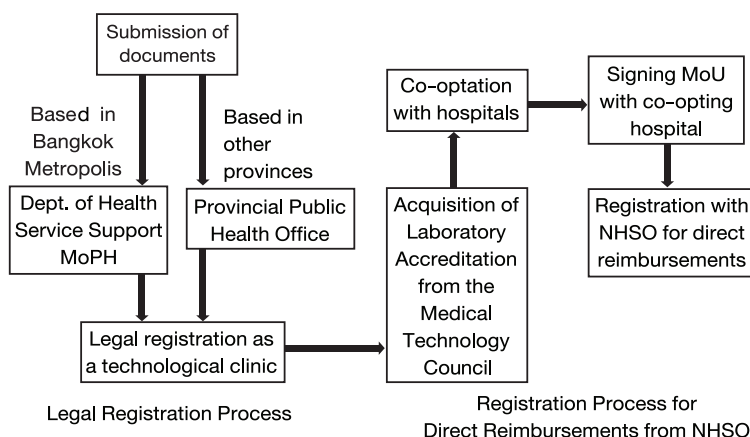 Submission of
documents
Based in
Bangkok
Metropolis
Based in
other
provinces
Dept. of Health
Service Support
MoPH
Provincial Public
Health Office
Legal registration as
a technological clinic
Legal Registration Process
Co-optation
with hospitals
Signing MoU
with co-opting
hospital
Acquisition of
Laboratory
Accreditation
from the
Medical
Technology
Council
Registration with
NHSO for direct
reimbursements
Registration Process for
Direct Reimbursements from NHSO